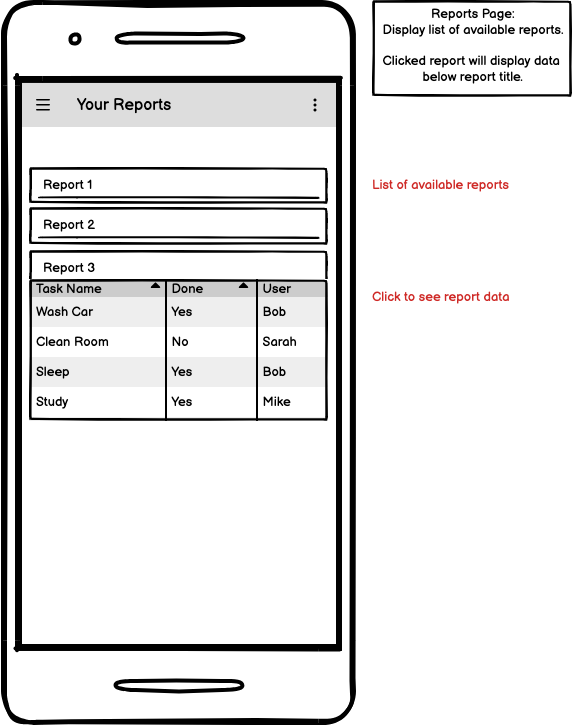 Reports Page:
Display list of available reports.
Clicked report will display data
below report title.
Your Reports
Report 1
List of available reports
Report 2
Report 3
Task Name Done User
Click to see report data
Wash Car Yes Bob
Clean Room No Sarah
Sleep Yes Bob
Study Yes Mike